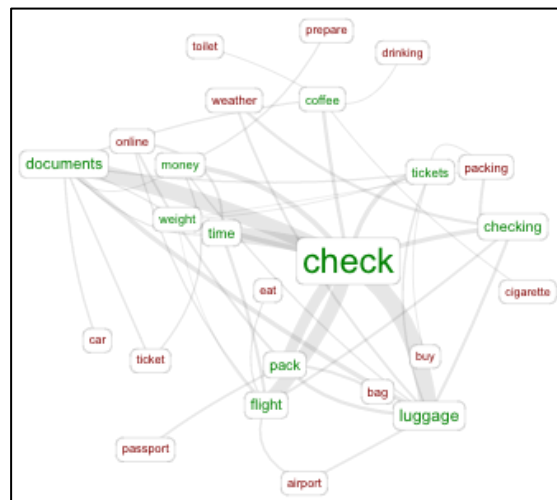 prepare
toilet
drinking
weather
coffee
online
documents
money
tickets
packing
weight
time
checking
check
eat
cigarette
car
ticket
buy
pack
bag
flight
luggage
passport
airport